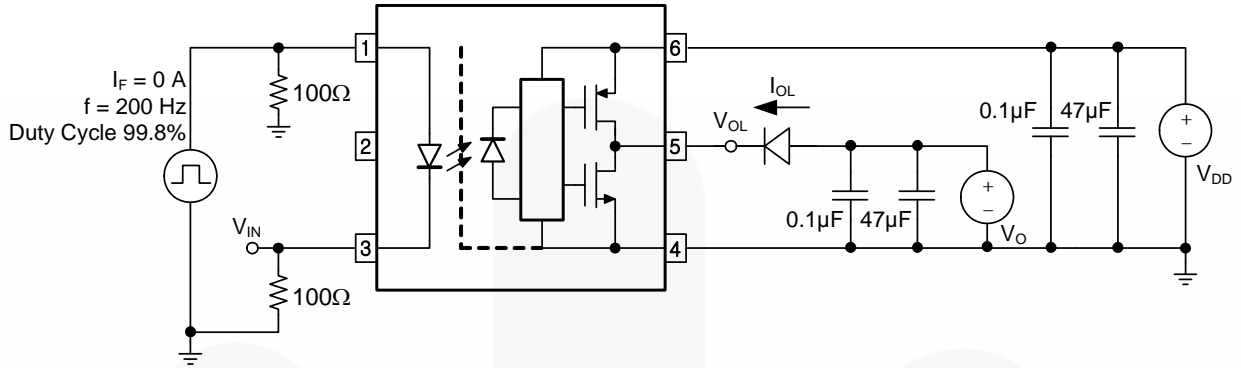 I_F = 0 A
f = 200 Hz
Duty Cycle 99.8%
100Ω
V_IN
100Ω
1
2
3
6
5
4
I_OL
V_OL
0.1µF
47µF
+
–
V_O
0.1µF
47µF
+
–
V_DD